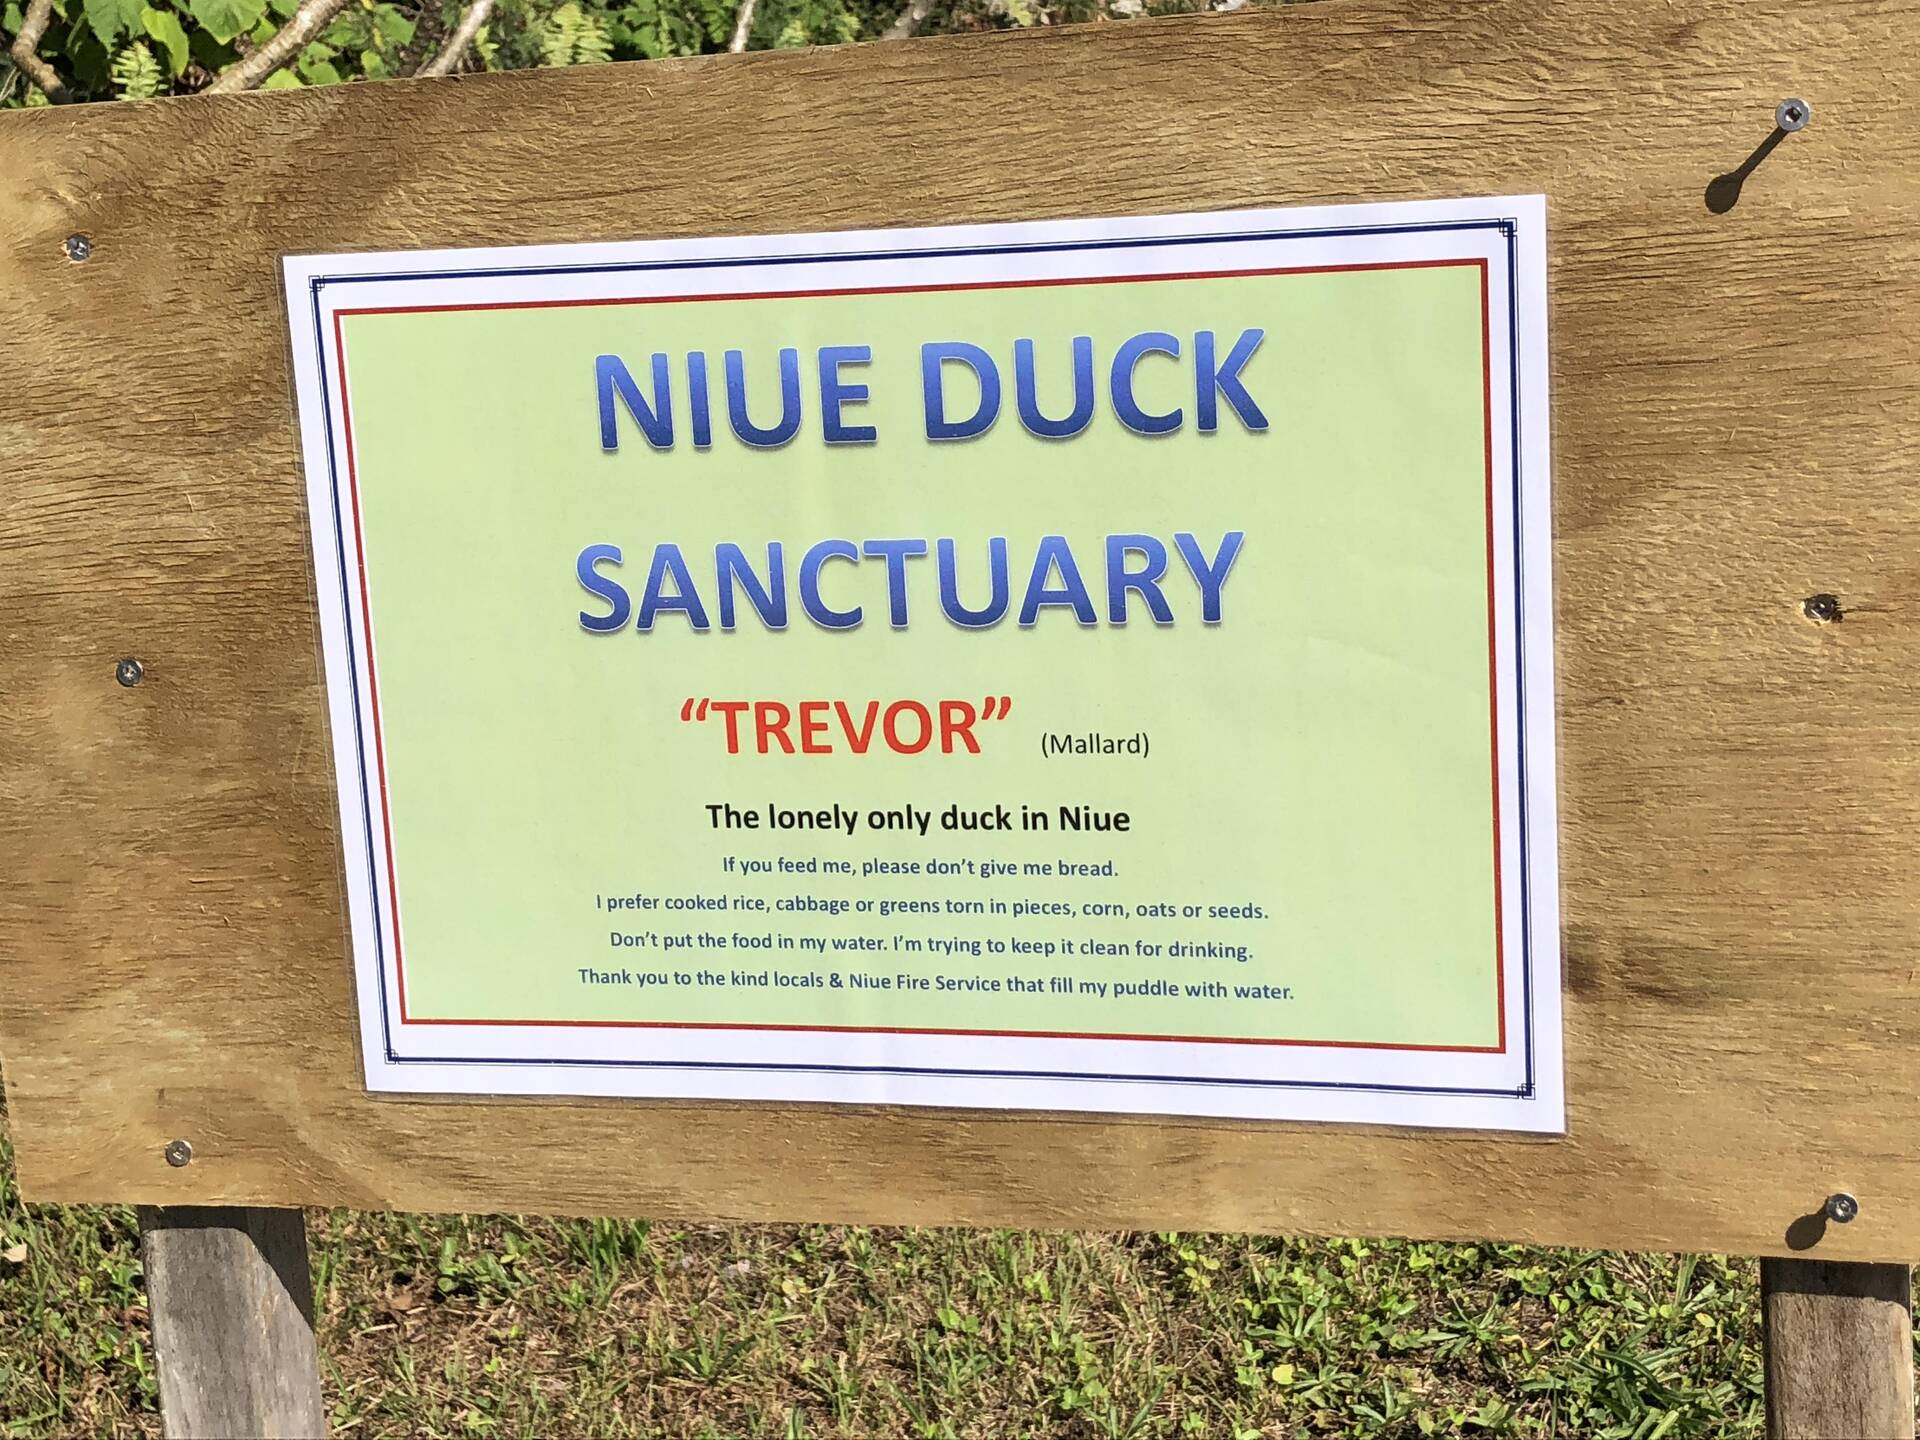 NIUE DUCK
SANCTUARY
“TREVOR” (Mallard)
The lonely only duck in Niue
If you feed me, please don’t give me bread.
I prefer cooked rice, cabbage or greens torn in pieces, corn, oats or seeds.
Don’t put the food in my water. I’m trying to keep it clean for drinking.
Thank you to the kind locals & Niue Fire Service that fill my puddle with water.